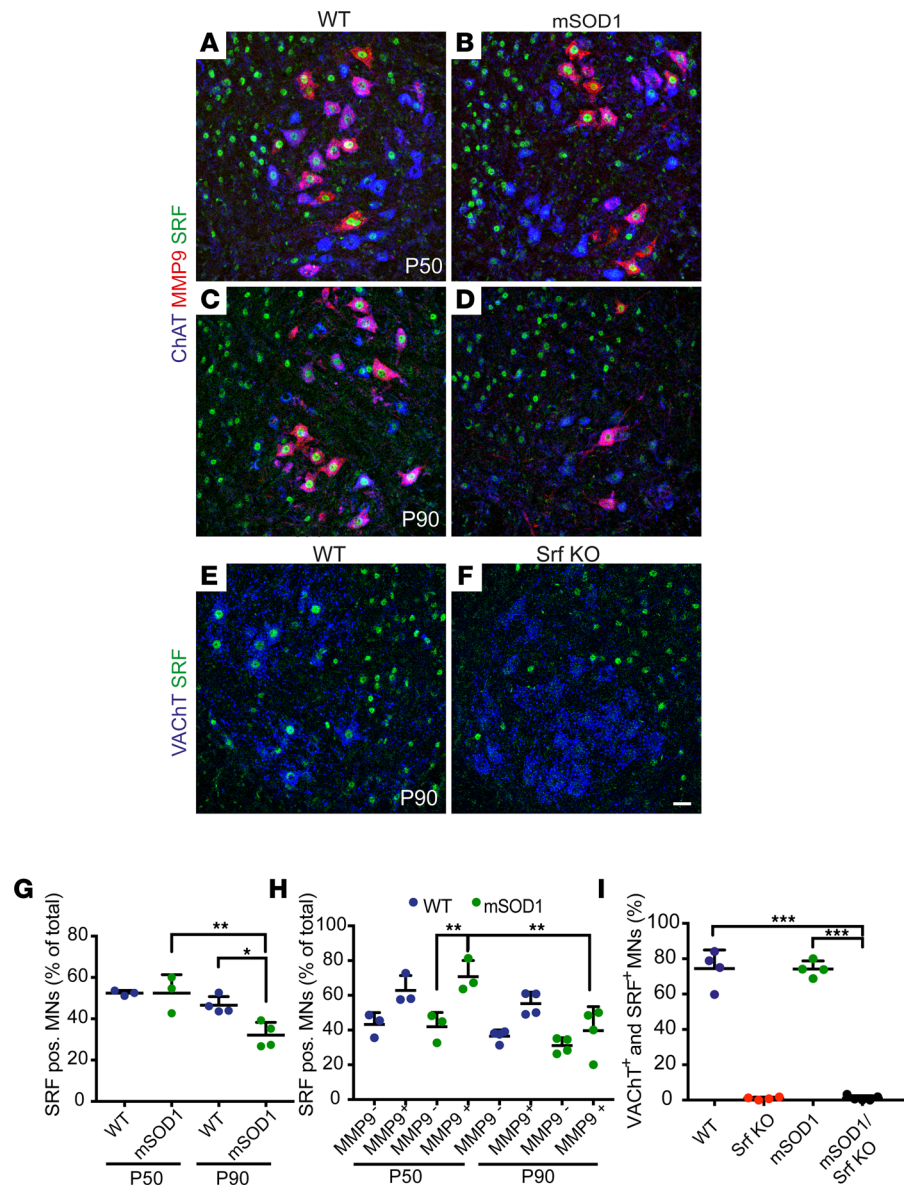 WT mSOD1
A B
ChAT MMP9 SRF
P50
C D
P90
WT Srf KO
E F
VAChT SRF
P90
G H I
WT mSOD1
SRF pos. MNs (% of total)
80
60
40
20
0
**
*
WT mSOD1 WT mSOD1
P50 P90
SRF pos. MNs (% of total)
100
80
60
40
20
0
** **
MMP9- MMP9+ MMP9- MMP9+ MMP9- MMP9+ MMP9- MMP9+
P50 P90
VAChT+ and SRF+ MNs (%)
100
80
60
40
20
0
***
***
WT Srf KO mSOD1 mSOD1/
Srf KO